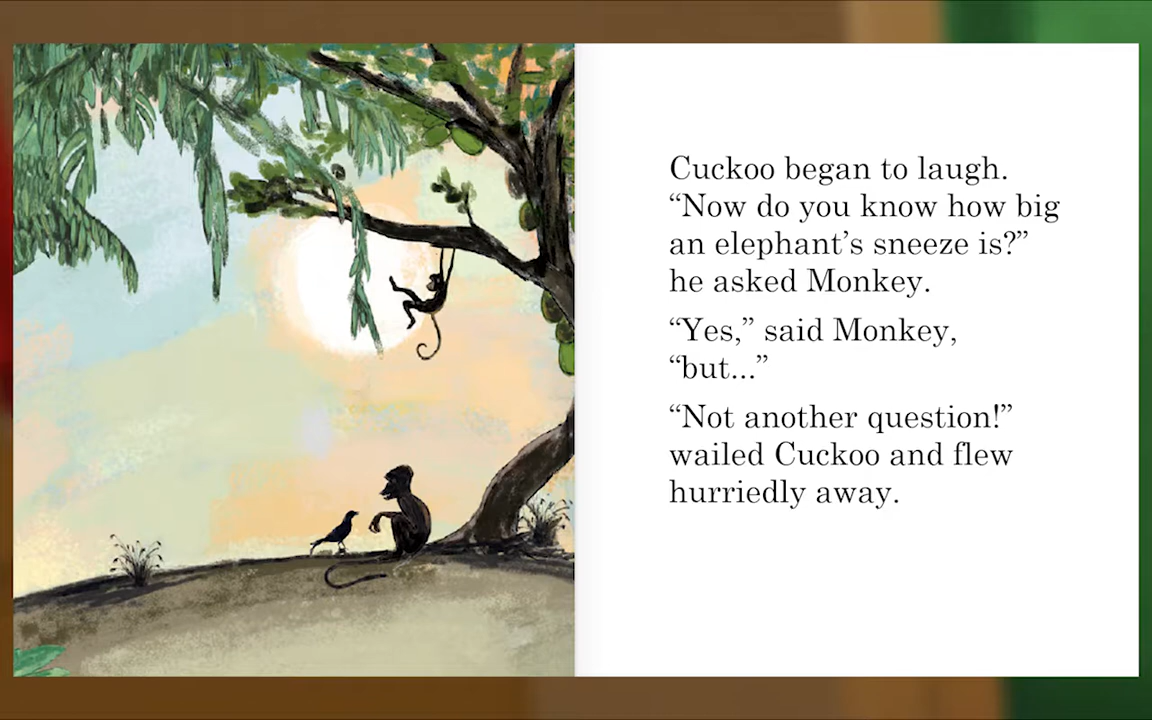 Cuckoo began to laugh.
“Now do you know how big
an elephant’s sneeze is?”
he asked Monkey.
“Yes,” said Monkey,
“but...”
“Not another question!”
wailed Cuckoo and flew
hurriedly away.